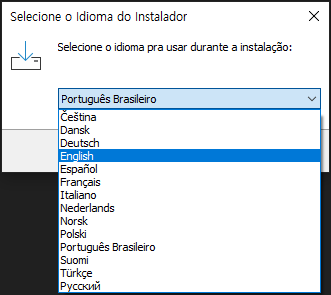 Selecione o Idioma do Instalador
Selecione o idioma pra usar durante a instalação:
Português Brasileiro
Čeština
Dansk
Deutsch
English
Español
Français
Italiano
Nederlands
Norsk
Polski
Português Brasileiro
Suomi
Türkçe
Русский